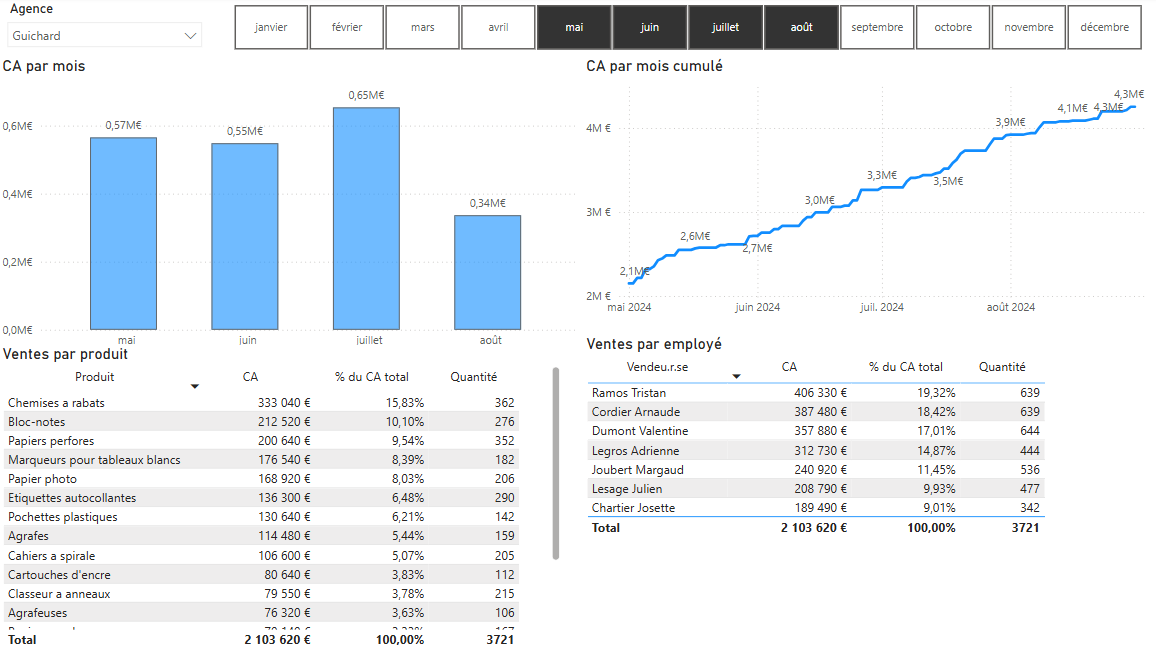 Agence
Guichard
janvier février mars avril mai juin juillet août septembre octobre novembre décembre
CA par mois
0,6M€
0,4M€
0,2M€
0,0M€
0,57M€
0,55M€
0,65M€
0,34M€
mai juin juillet août
CA par mois cumulé
4M €
3M €
2M €
2,1M€
2,6M€
2,7M€
3,0M€
3,3M€
3,5M€
3,9M€
4,1M€
4,3M€
4,3M€
mai 2024 juin 2024 juil. 2024 août 2024
Ventes par produit
Produit CA % du CA total Quantité
Chemises a rabats 333 040 € 15,83% 362
Bloc-notes 212 520 € 10,10% 276
Papiers perfores 200 640 € 9,54% 352
Marqueurs pour tableaux blancs 176 540 € 8,39% 182
Papier photo 168 920 € 8,03% 206
Etiquettes autocollantes 136 300 € 6,48% 290
Pochettes plastiques 130 640 € 6,21% 142
Agrafes 114 480 € 5,44% 159
Cahiers a spirale 106 600 € 5,07% 205
Cartouches d'encre 80 640 € 3,83% 112
Classeur a anneaux 79 550 € 3,78% 215
Agrafeuses 76 320 € 3,63% 106
Total 2 103 620 € 100,00% 3721
Ventes par employé
Vendeu.r.se CA % du CA total Quantité
Ramos Tristan 406 330 € 19,32% 639
Cordier Arnaude 387 480 € 18,42% 639
Dumont Valentine 357 880 € 17,01% 644
Legros Adrienne 312 730 € 14,87% 444
Joubert Margaud 240 920 € 11,45% 536
Lesage Julien 208 790 € 9,93% 477
Chartier Josette 189 490 € 9,01% 342
Total 2 103 620 € 100,00% 3721